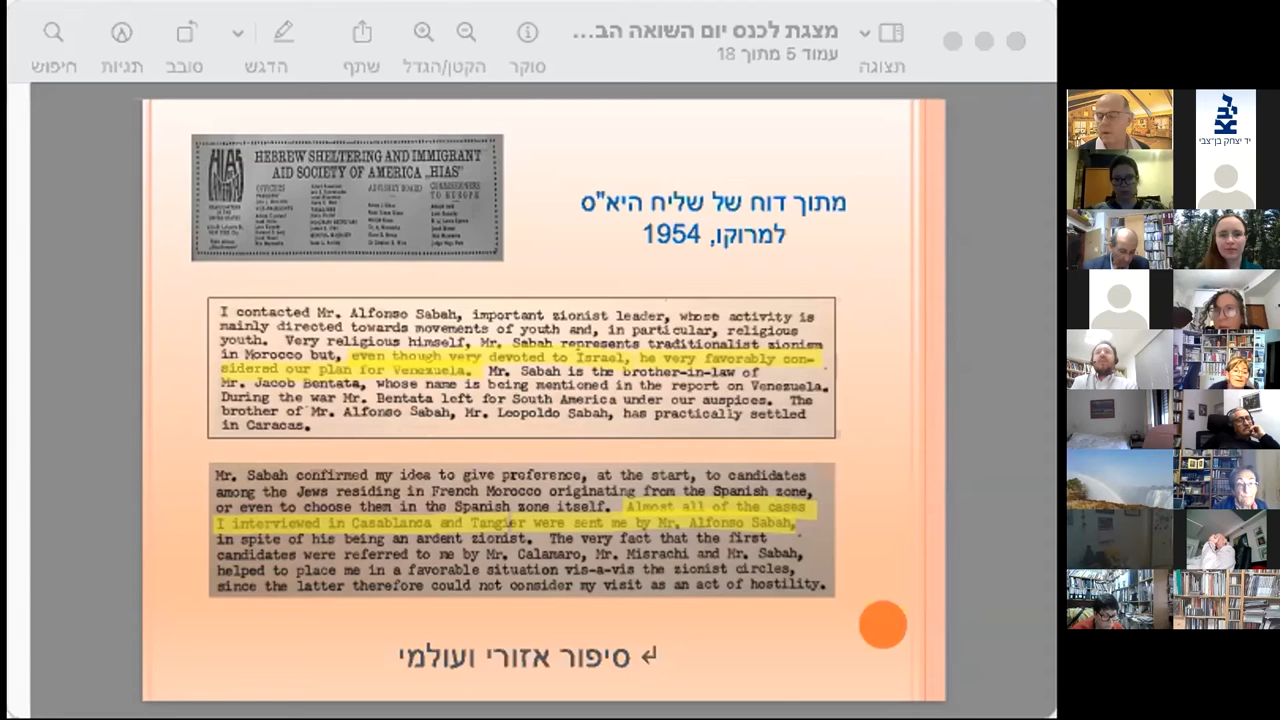 מצגת לכנס יום השואה הב...
עמוד 5 מתוך 18
תצוגה
סוקר
הקטן/הגדל
שתף
הדגש
סובב
תגיות
חיפוש
HIAS
HEBREW SHELTERING AND IMMIGRANT
AID SOCIETY OF AMERICA „HIAS"
OFFICERS
ADVISORY BOARD
COMMISSIONERS
TO EUROPE
מתוך דוח של שליח היא"ס
למרוקו, 1954
I contacted Mr. Alfonso Sabah, important zionist leader, whose activity is
mainly directed towards movements of youth and, in particular, religious
youth. Very religious himself, Mr. Sabah represents traditionalist zionism
in Morocco but, even though very devoted to Israel, he very favorably con-
sidered our plan for Venezuela. Mr. Sabah is the brother-in-law of
Mr. Jacob Bentata, whose name is being mentioned in the report on Venezuela.
During the war Mr. Bentata left for South America under our auspices. The
brother of Mr. Alfonso Sabah, Mr. Leopoldo Sabah, has practically settled
in Caracas.
Mr. Sabah confirmed my idea to give preference, at the start, to candidates
among the Jews residing in French Morocco originating from the Spanish zone,
or even to choose them in the Spanish zone itself. Almost all of the cases
I interviewed in Casablanca and Tangier were sent me by Mr. Alfonso Sabah,
in spite of his being an ardent zionist. The very fact that the first
candidates were referred to me by Mr. Calamaro, Mr. Misrachi and Mr. Sabah,
helped to place me in a favorable situation vis-a-vis the zionist circles,
since the latter therefore could not consider my visit as an act of hostility.
↲ סיפור אזורי ועולמי
יד יצחק בן־צבי